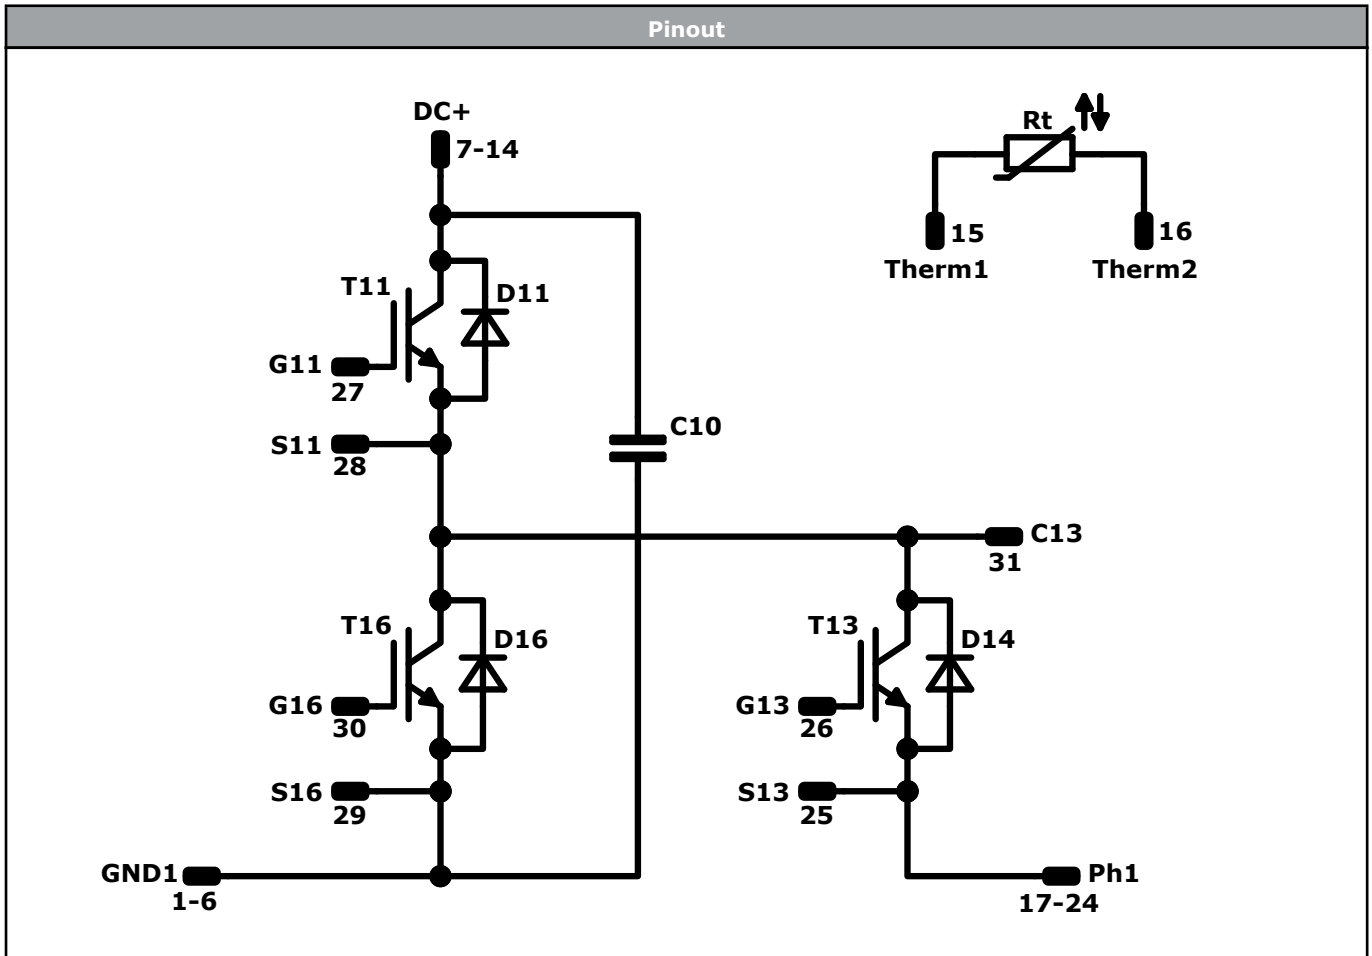 Pinout
DC+
7-14
Rt
15
16
Therm1
Therm2
T11
D11
G11
27
S11
28
C10
C13
31
T16
D16
G16
30
S16
29
T13
D14
G13
26
S13
25
GND1
1-6
Ph1
17-24